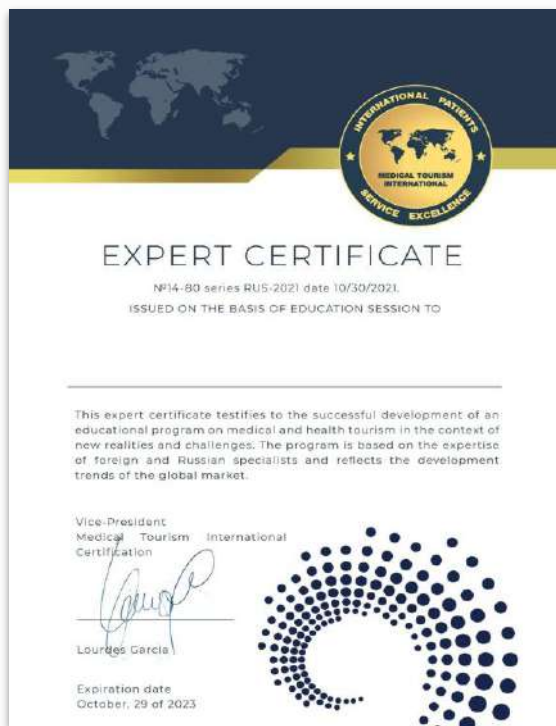 INTERNATIONAL PATIENTS
MEDICAL TOURISM
INTERNATIONAL
SERVICE EXCELLENCE
EXPERT CERTIFICATE
№14-80 series RUS-2021 date 10/30/2021.
ISSUED ON THE BASIS OF EDUCATION SESSION TO
This expert certificate testifies to the successful development of an
educational program on medical and health tourism in the context of
new realities and challenges. The program is based on the expertise
of foreign and Russian specialists and reflects the development
trends of the global market.
Vice-President
Medical Tourism International
Certification
Lourdes Garcia
Expiration date
October, 29 of 2023